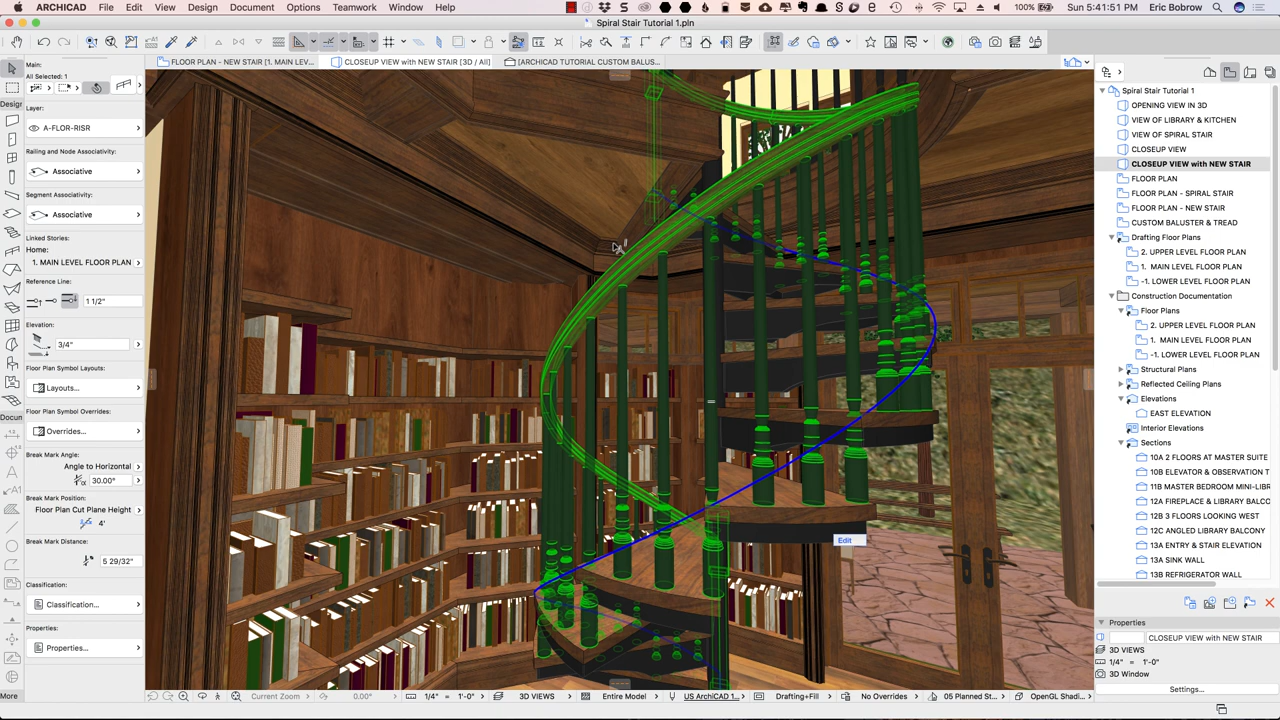 ARCHICAD File Edit View Design Document Options Teamwork Window Help
100% Sun 5:41:51 PM Eric Bobrow
Spiral Stair Tutorial 1.pln
FLOOR PLAN - NEW STAIR [1. MAIN LEV...
CLOSEUP VIEW with NEW STAIR [3D / All]
[ARCHICAD TUTORIAL CUSTOM BALUS...
Main:
All Selected: 1
Design
Layer:
A-FLOR-RISR
Railing and Node Associativity:
Associative
Segment Associativity:
Associative
Linked Stories:
Home:
1. MAIN LEVEL FLOOR PLAN
Reference Line:
1 1/2"
Elevation:
3/4"
Floor Plan Symbol Layouts:
Layouts...
Floor Plan Symbol Overrides:
Overrides...
Docun
Break Mark Angle:
Angle to Horizontal
30.00°
Break Mark Position:
Floor Plan Cut Plane Height
4'
Break Mark Distance:
5 29/32"
Classification:
Classification...
Properties:
Properties...
More
Edit
Spiral Stair Tutorial 1
OPENING VIEW IN 3D
VIEW OF LIBRARY & KITCHEN
VIEW OF SPIRAL STAIR
CLOSEUP VIEW
CLOSEUP VIEW with NEW STAIR
FLOOR PLAN
FLOOR PLAN - SPIRAL STAIR
FLOOR PLAN - NEW STAIR
CUSTOM BALUSTER & TREAD
Drafting Floor Plans
2. UPPER LEVEL FLOOR PLAN
1. MAIN LEVEL FLOOR PLAN
-1. LOWER LEVEL FLOOR PLAN
Construction Documentation
Floor Plans
2. UPPER LEVEL FLOOR PLAN
1. MAIN LEVEL FLOOR PLAN
-1. LOWER LEVEL FLOOR PLAN
Structural Plans
Reflected Ceiling Plans
Elevations
EAST ELEVATION
Interior Elevations
Sections
10A 2 FLOORS AT MASTER SUITE
10B ELEVATOR & OBSERVATION T
11B MASTER BEDROOM MINI-LIBR
12A FIREPLACE & LIBRARY BALCO
12B 3 FLOORS LOOKING WEST
12C ANGLED LIBRARY BALCONY
13A ENTRY & STAIR ELEVATION
13A SINK WALL
13B REFRIGERATOR WALL
Properties
CLOSEUP VIEW with NEW STAIR
3D VIEWS
1/4" = 1'-0"
3D Window
Settings...
Current Zoom 0.00° 1/4" = 1'-0" 3D VIEWS Entire Model US ArchiCAD 1... Drafting+Fill No Overrides 05 Planned St... OpenGL Shadi...